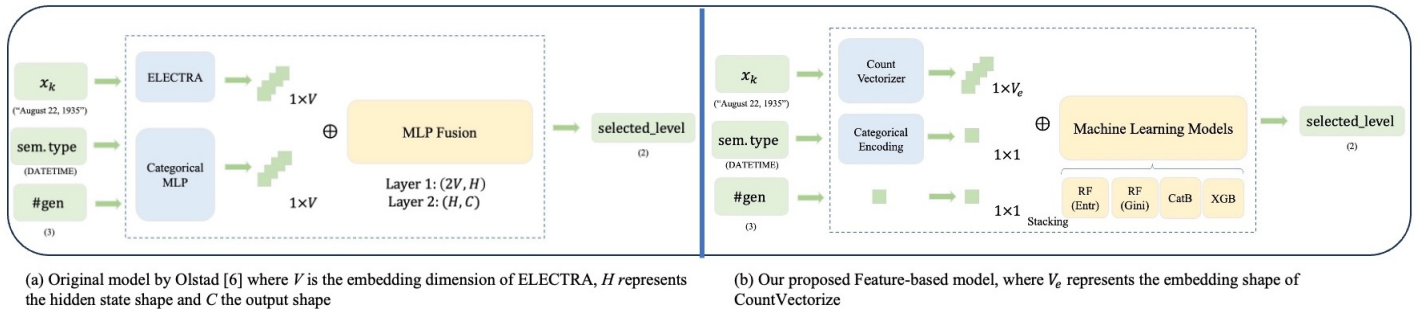 x_k
("August 22, 1935")
sem. type
(DATETIME)
#gen
(3)
ELECTRA
Categorical
MLP
1×V
1×V
⊕
MLP Fusion
Layer 1: (2V, H)
Layer 2: (H, C)
selected_level
(2)
(a) Original model by Olstad [6] where V is the embedding dimension of ELECTRA, H represents
the hidden state shape and C the output shape
x_k
("August 22, 1935")
sem. type
(DATETIME)
#gen
(3)
Count
Vectorizer
Categorical
Encoding
1×V_e
1×1
1×1
⊕
Machine Learning Models
Stacking
RF
(Entr)
RF
(Gini)
CatB
XGB
selected_level
(2)
(b) Our proposed Feature-based model, where V_e represents the embedding shape of
CountVectorize